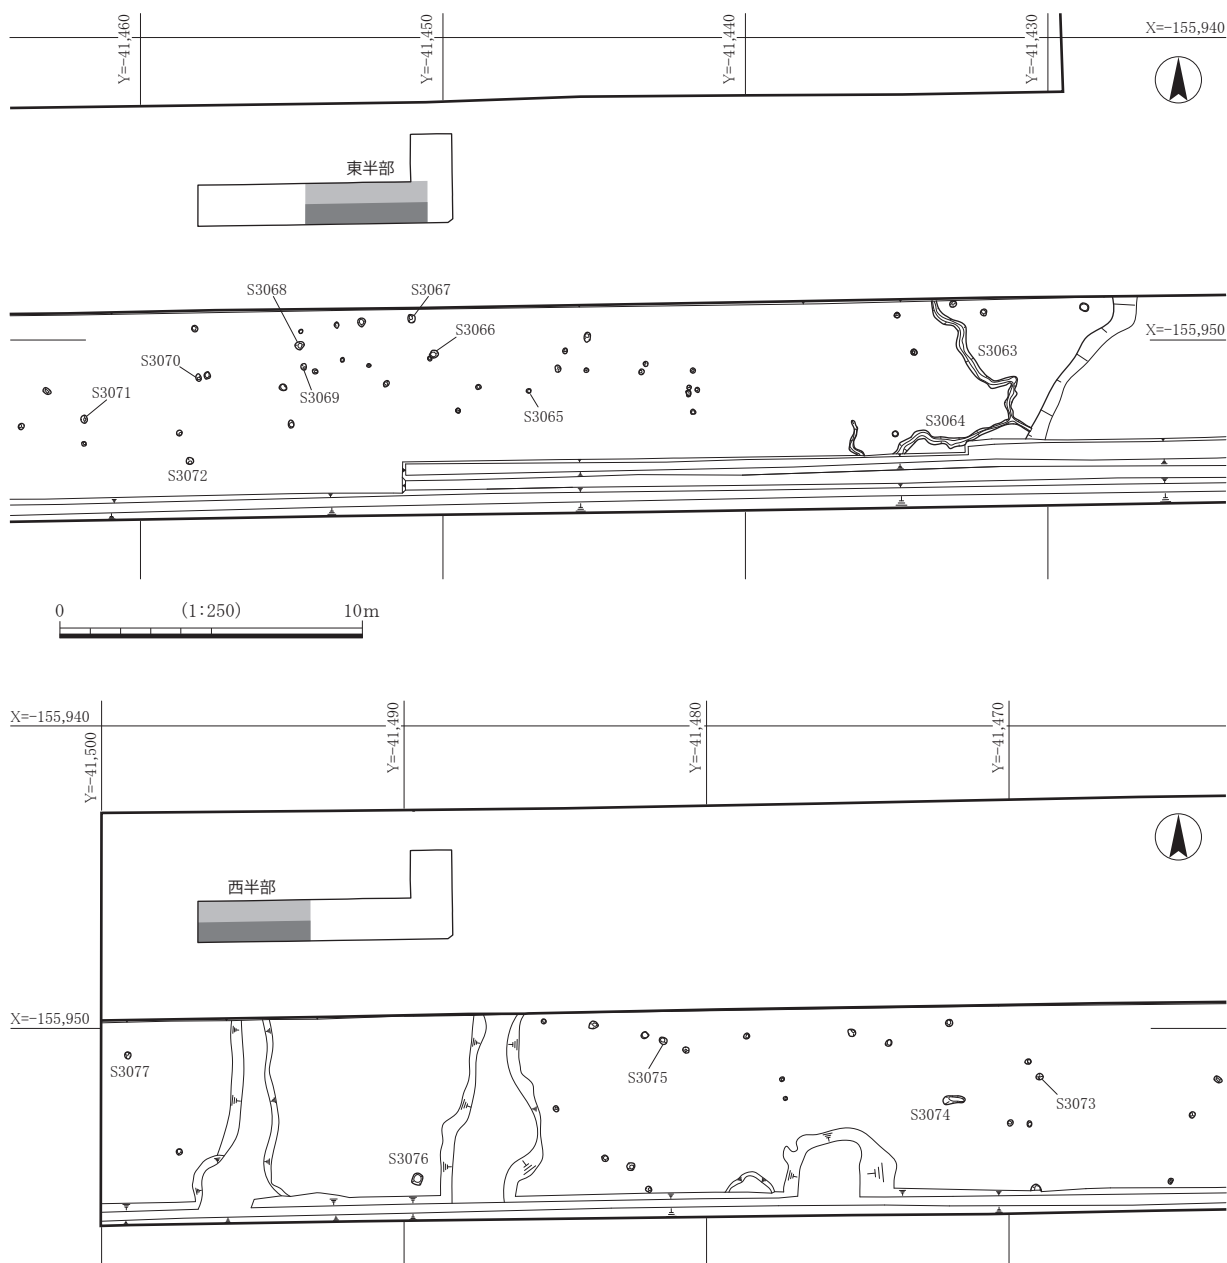 Y=-41,460
Y=-41,450
Y=-41,440
Y=-41,430
X=-155,940
東半部
S3068
S3067
S3066
S3070
S3069
S3071
S3065
S3072
S3063
S3064
X=-155,950
0 (1:250) 10m
X=-155,940
Y=-41,500
Y=-41,490
Y=-41,480
Y=-41,470
西半部
X=-155,950
S3077
S3075
S3074
S3073
S3076